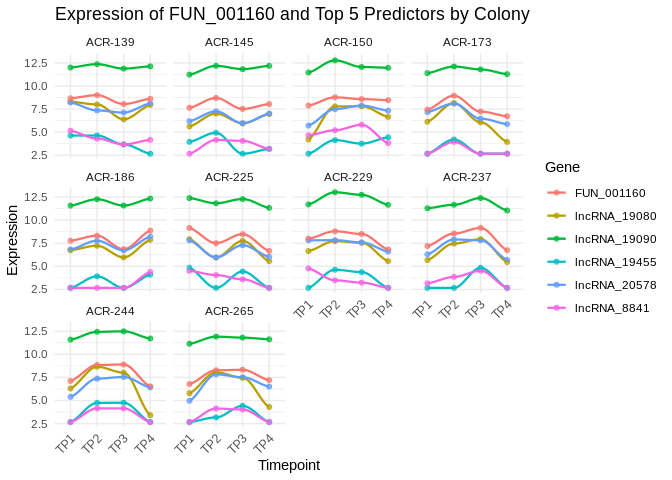 Expression of FUN_001160 and Top 5 Predictors by Colony
ACR-139 ACR-145 ACR-150 ACR-173
12.5
10.0
7.5
5.0
2.5
ACR-186 ACR-225 ACR-229 ACR-237
12.5
10.0
7.5
5.0
2.5
TP1 TP2 TP3 TP4 TP1 TP2 TP3 TP4
ACR-244 ACR-265
12.5
10.0
7.5
5.0
2.5
TP1 TP2 TP3 TP4 TP1 TP2 TP3 TP4
Timepoint
Expression
Gene
FUN_001160
lncRNA_19080
lncRNA_19090
lncRNA_19455
lncRNA_20578
lncRNA_8841